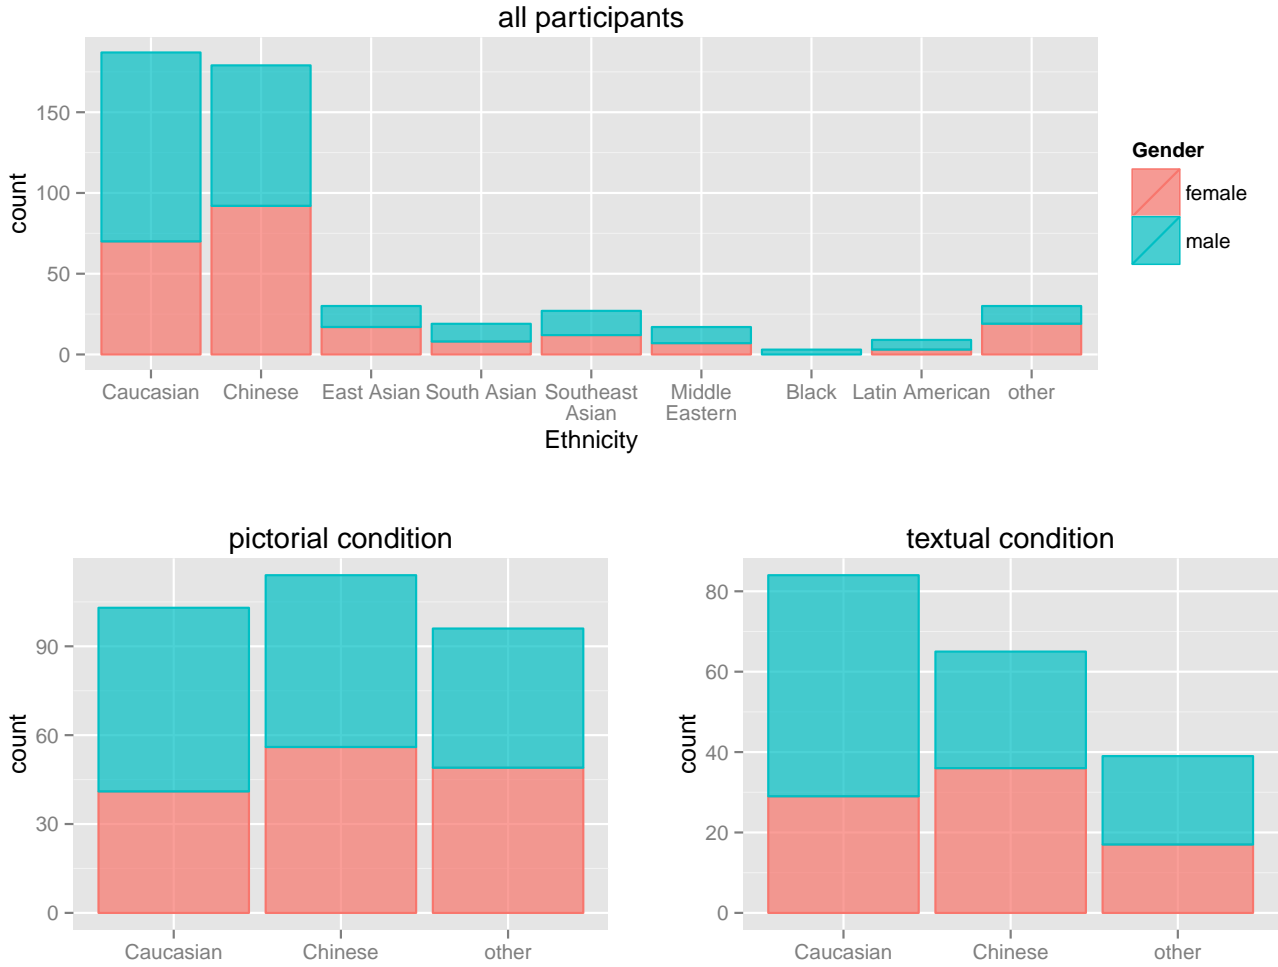 all participants
count
150
100
50
0
Caucasian Chinese East Asian South Asian Southeast Asian Middle Eastern Black Latin American other
Ethnicity
Gender
female
male
pictorial condition
count
90
60
30
0
Caucasian Chinese other
textual condition
count
80
60
40
20
0
Caucasian Chinese other